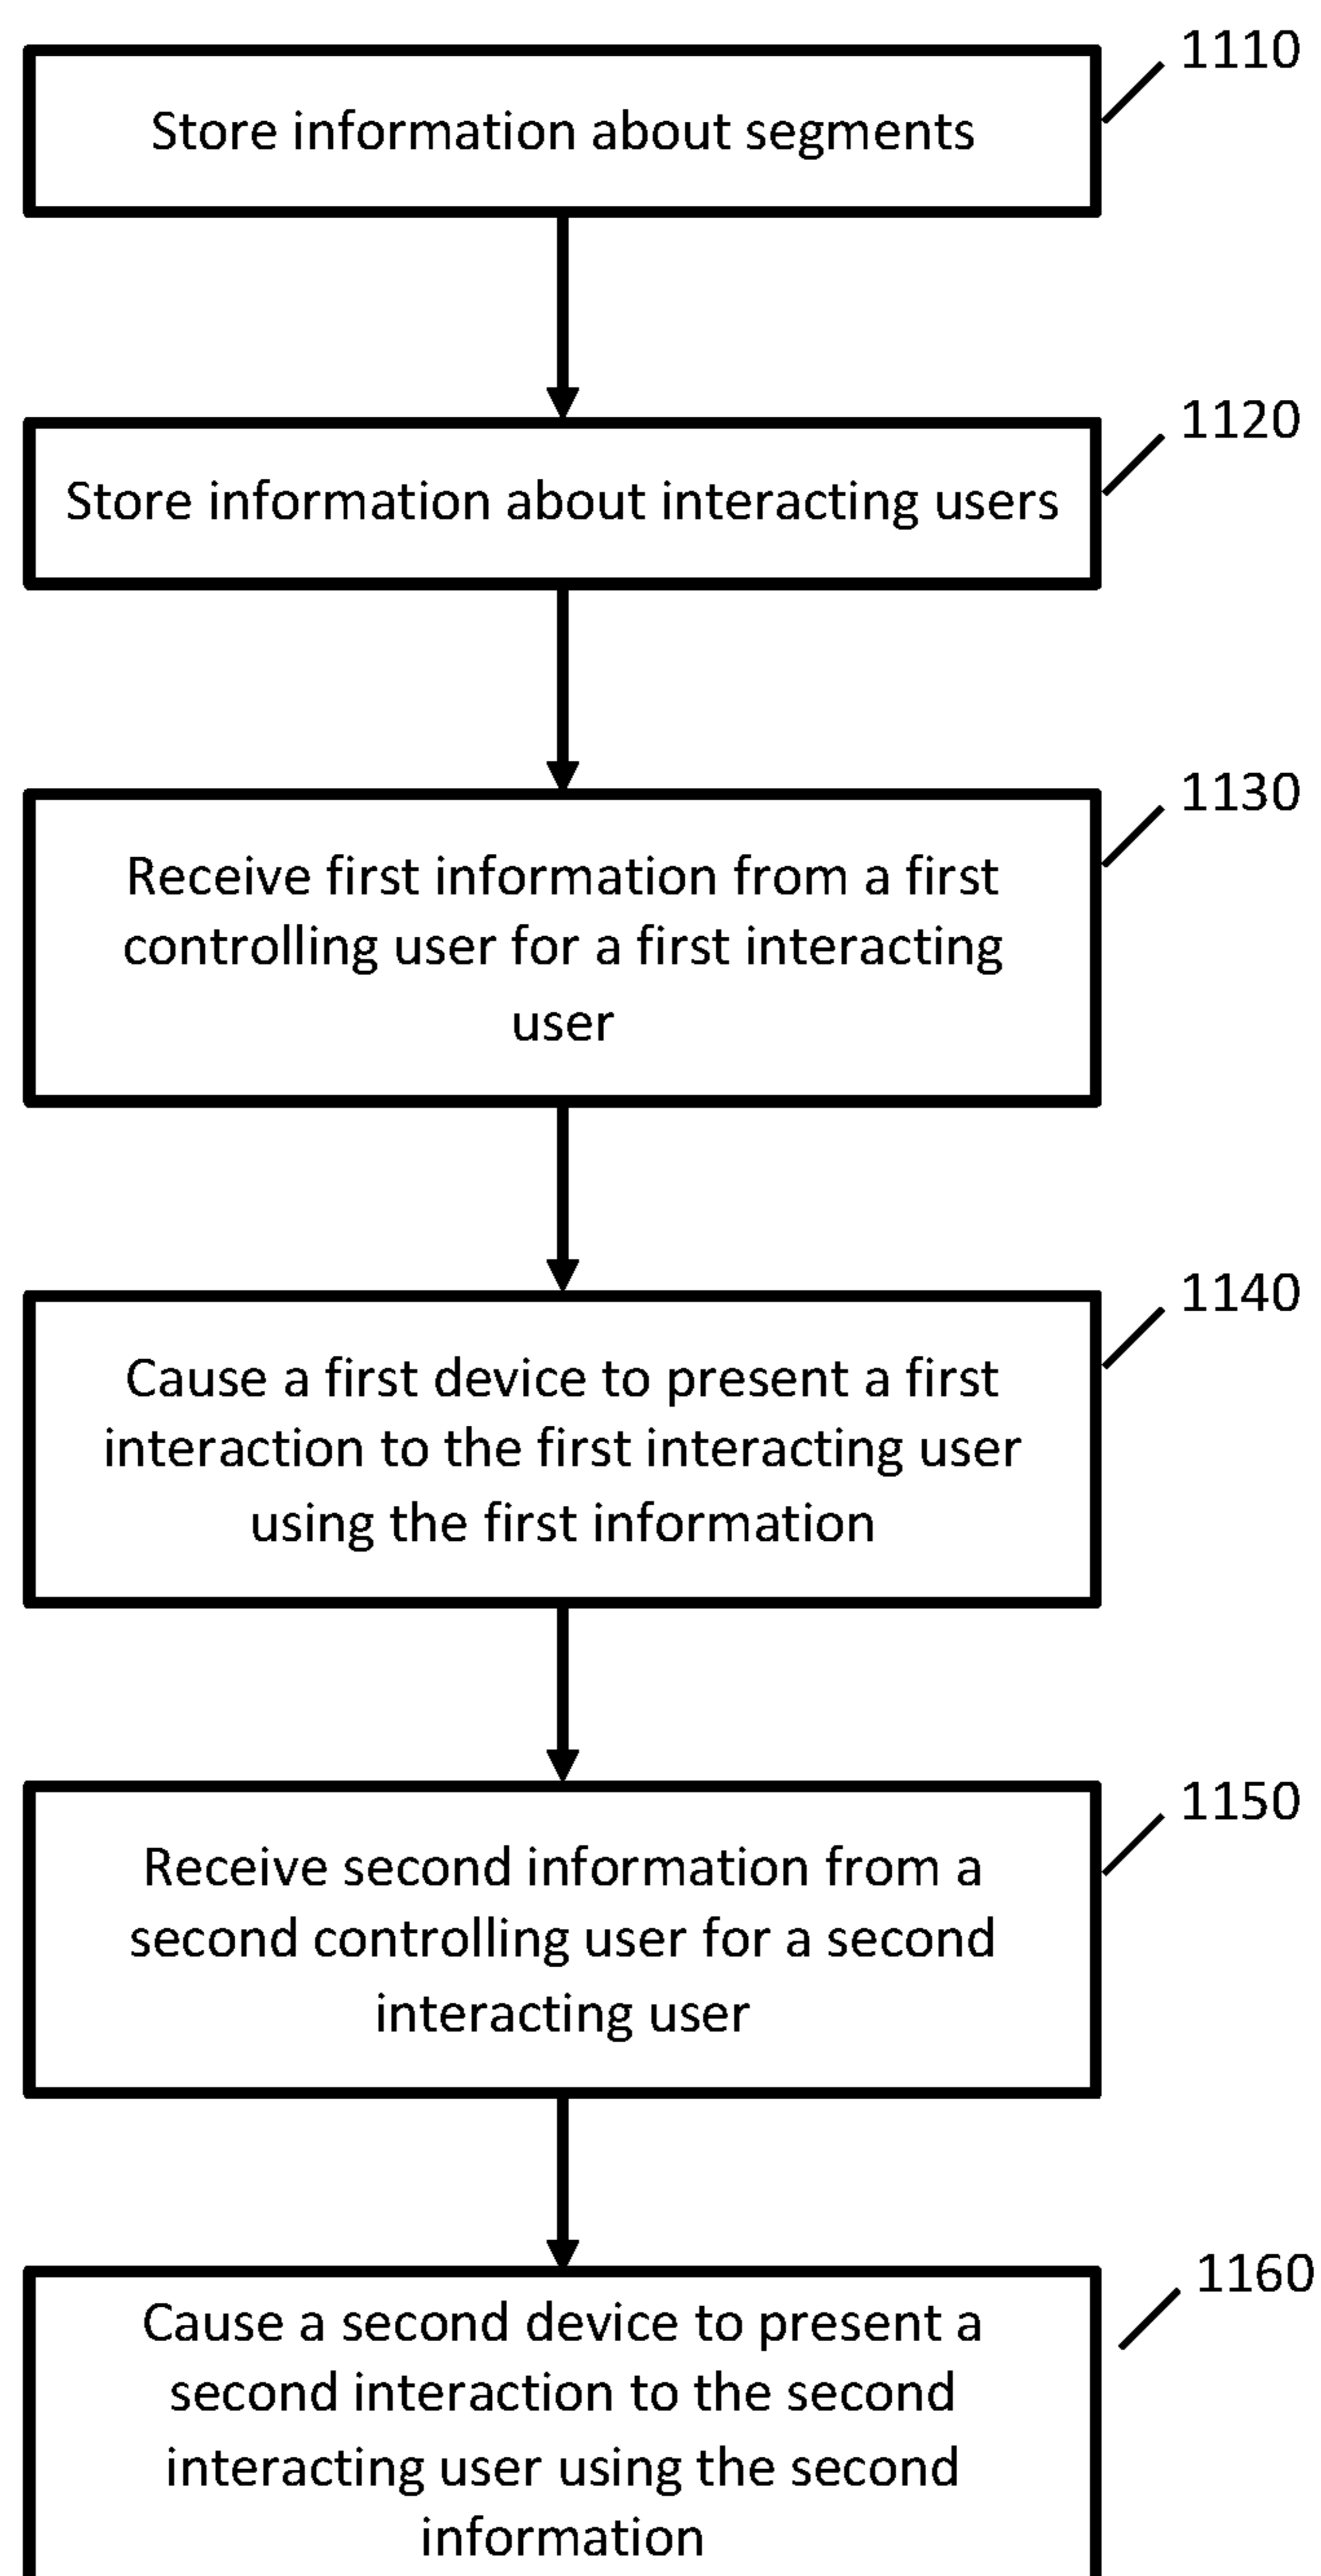 1110
Store information about segments
1120
Store information about interacting users
1130
Receive first information from a first
controlling user for a first interacting
user
1140
Cause a first device to present a first
interaction to the first interacting user
using the first information
1150
Receive second information from a
second controlling user for a second
interacting user
1160
Cause a second device to present a
second interaction to the second
interacting user using the second
information